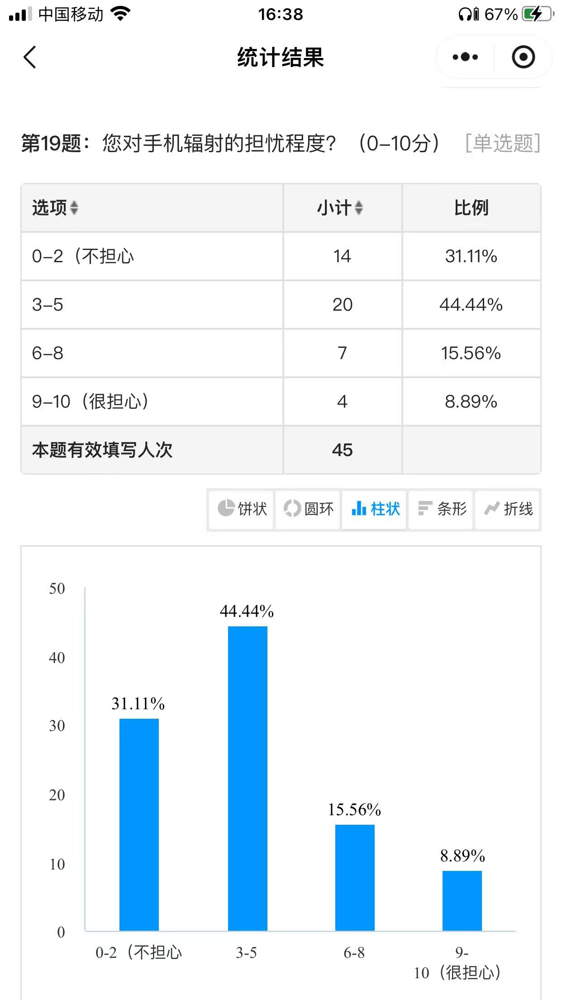 中国移动 16:38 67%
统计结果
第19题：您对手机辐射的担忧程度？（0-10分） [单选题]
选项 小计 比例
0-2（不担心 14 31.11%
3-5 20 44.44%
6-8 7 15.56%
9-10（很担心） 4 8.89%
本题有效填写人次 45
饼状 圆环 柱状 条形 折线
50
44.44%
40
31.11%
30
20
15.56%
10
8.89%
0
0-2（不担心 3-5 6-8 9-
10（很担心）